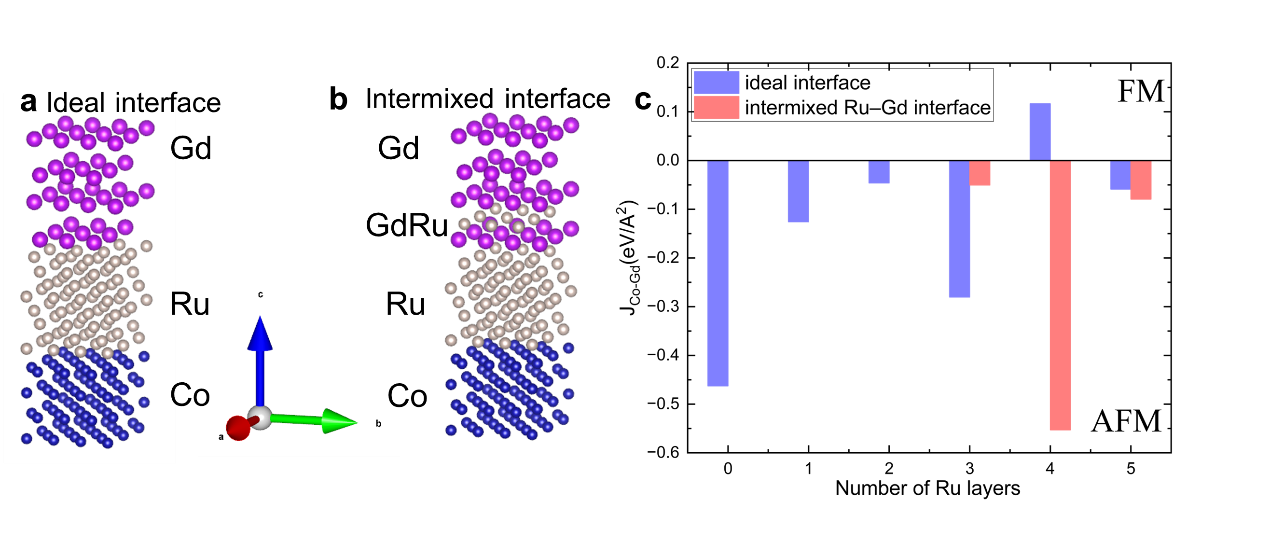 a Ideal interface
Gd
Ru
Co
c
b
a
b Intermixed interface
Gd
GdRu
Ru
Co
c
ideal interface
intermixed Ru–Gd interface
FM
AFM
0.2
0.1
0.0
−0.1
−0.2
−0.3
−0.4
−0.5
−0.6
J_Co-Gd(eV/A²)
0 1 2 3 4 5
Number of Ru layers